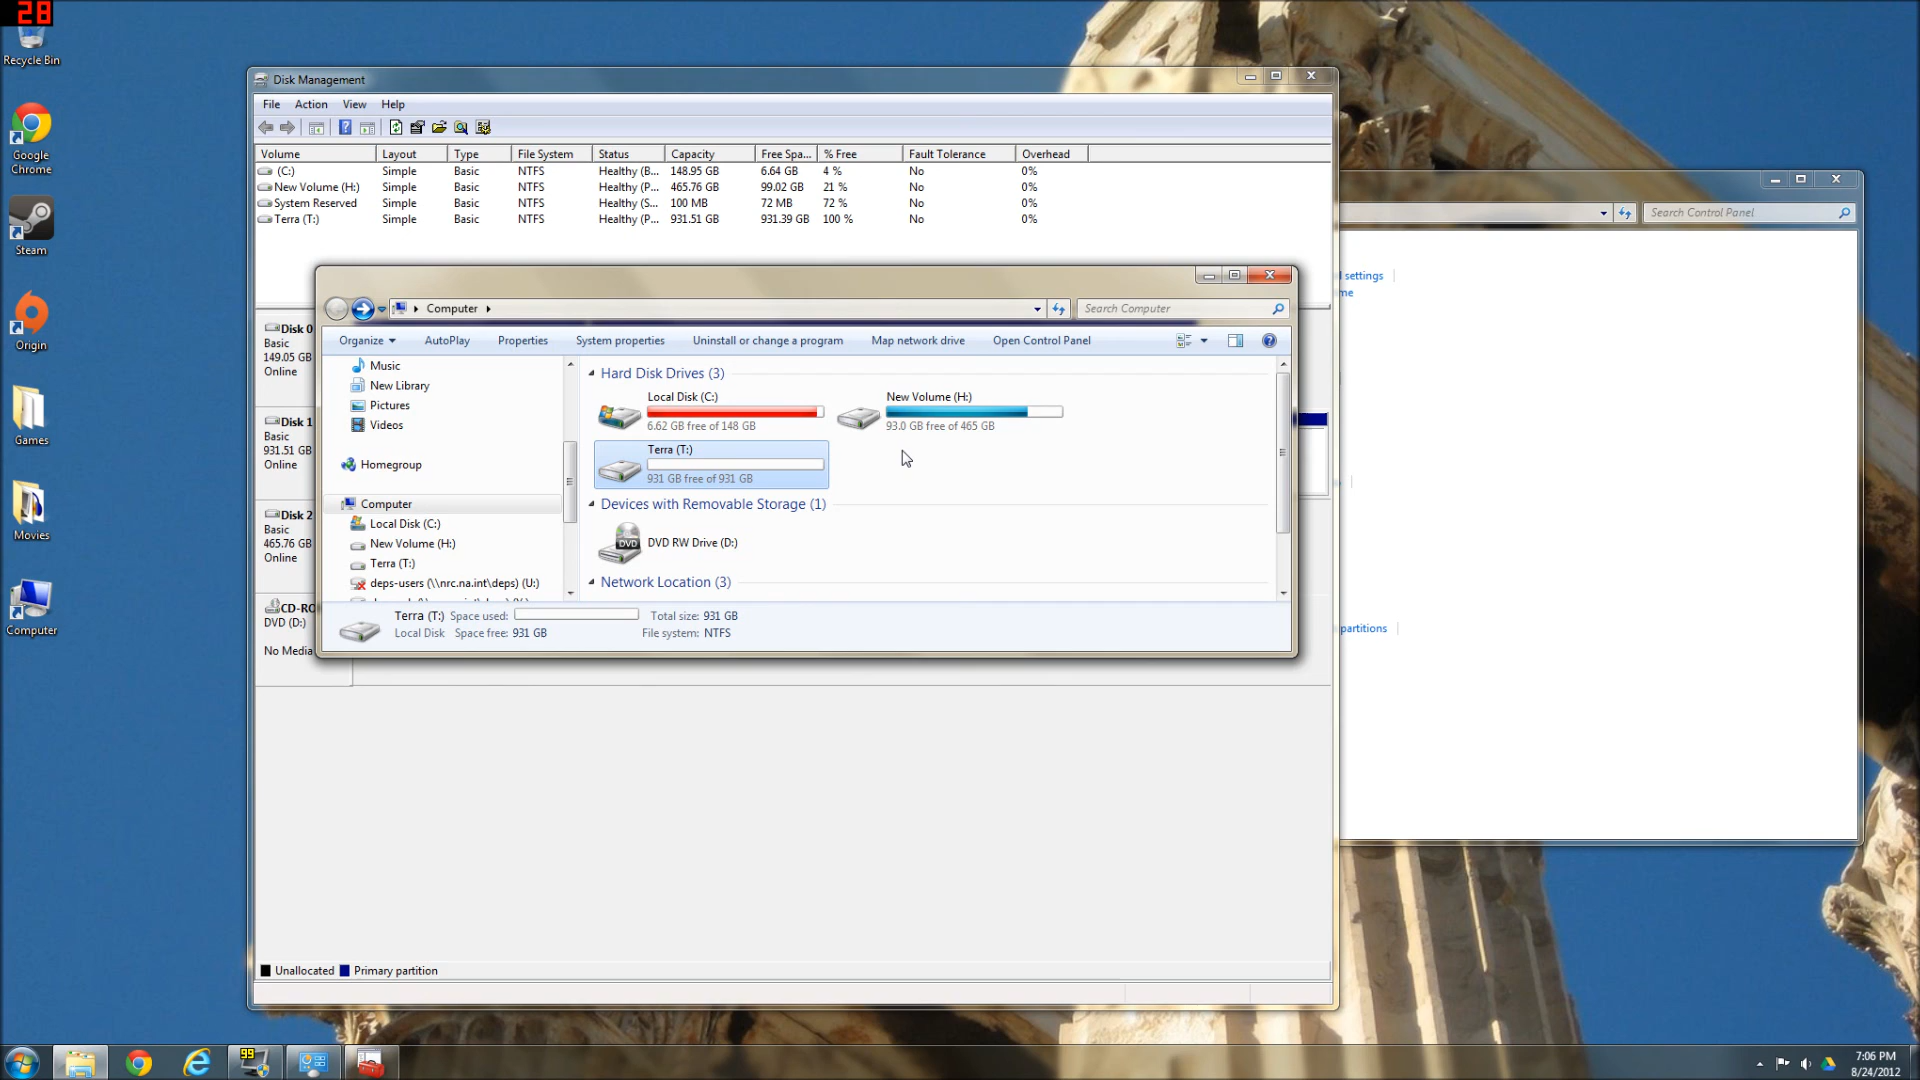 28
Recycle Bin
Google Chrome
Steam
Origin
Games
Movies
Computer
Disk Management
File Action View Help
Volume Layout Type File System Status Capacity Free Spa... % Free Fault Tolerance Overhead
(C:) Simple Basic NTFS Healthy (B... 148.95 GB 6.64 GB 4 % No 0%
New Volume (H:) Simple Basic NTFS Healthy (P... 465.76 GB 99.02 GB 21 % No 0%
System Reserved Simple Basic NTFS Healthy (S... 100 MB 72 MB 72 % No 0%
Terra (T:) Simple Basic NTFS Healthy (P... 931.51 GB 931.39 GB 100 % No 0%
Disk 0
Basic
149.05 GB
Online
Disk 1
Basic
931.51 GB
Online
Disk 2
Basic
465.76 GB
Online
CD-RO
DVD (D:)
No Media
Computer
Search Computer
Organize AutoPlay Properties System properties Uninstall or change a program Map network drive Open Control Panel
Music
New Library
Pictures
Videos
Homegroup
Computer
Local Disk (C:)
New Volume (H:)
Terra (T:)
deps-users (\\nrc.na.int\deps) (U:)
Hard Disk Drives (3)
Local Disk (C:)
6.62 GB free of 148 GB
New Volume (H:)
93.0 GB free of 465 GB
Terra (T:)
931 GB free of 931 GB
Devices with Removable Storage (1)
DVD
DVD RW Drive (D:)
Network Location (3)
Terra (T:) Space used: Total size: 931 GB
Local Disk Space free: 931 GB File system: NTFS
Unallocated Primary partition
Search Control Panel
settings
me
partitions
99
7:06 PM
8/24/2012